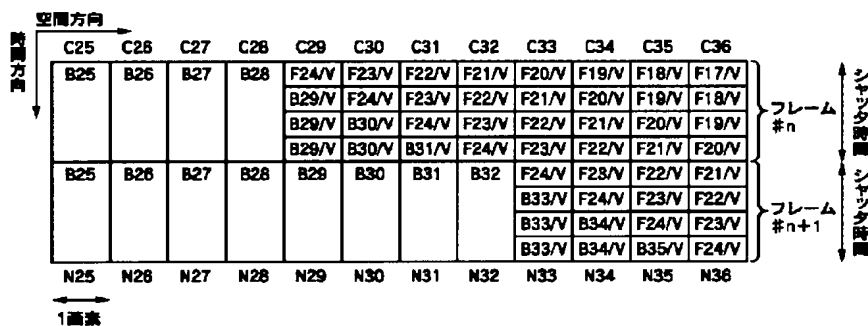 空間方向
時間方向
C25 C26 C27 C28 C29 C30 C31 C32 C33 C34 C35 C36
B25 B26 B27 B28 F24/V F23/V F22/V F21/V F20/V F19/V F18/V F17/V
B29/V F24/V F23/V F22/V F21/V F20/V F19/V F18/V
B29/V B30/V F24/V F23/V F22/V F21/V F20/V F19/V
B29/V B30/V B31/V F24/V F23/V F22/V F21/V F20/V
フレーム
#n
シャッタ時間
B25 B26 B27 B28 B29 B30 B31 B32 F24/V F23/V F22/V F21/V
B33/V F24/V F23/V F22/V
B33/V B34/V F24/V F23/V
B33/V B34/V B35/V F24/V
フレーム
#n+1
シャッタ時間
N25 N26 N27 N28 N29 N30 N31 N32 N33 N34 N35 N36
1画素